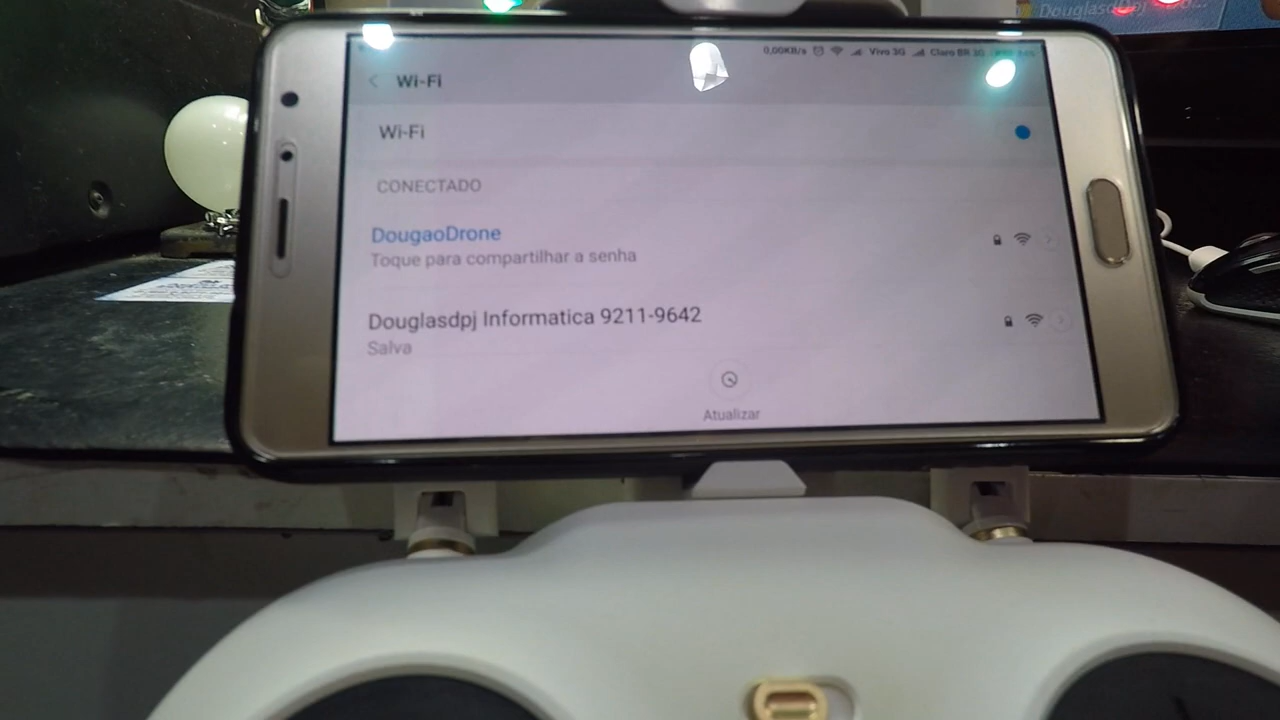 0,00KB/s Vivo 3G Claro BR 3G
Wi-Fi
Wi-Fi
CONECTADO
DougaoDrone
Toque para compartilhar a senha
Douglasdpj Informatica 9211-9642
Salva
Atualizar